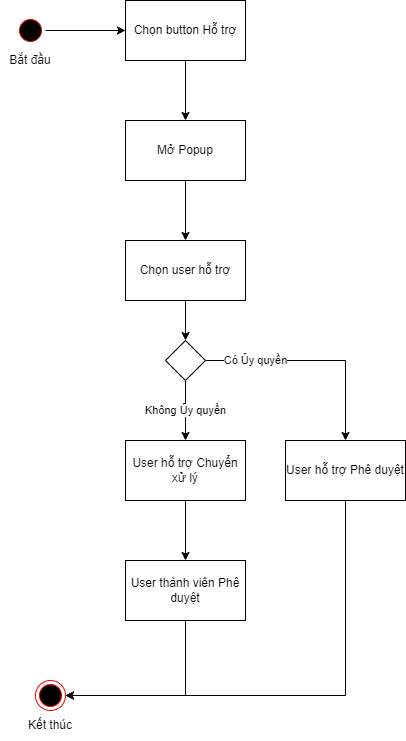 Chọn button Hỗ trợ
Bắt đầu
Mở Popup
Chọn user hỗ trợ
Có Ủy quyền
Không Ủy quyền
User hỗ trợ Chuyển
xử lý
User hỗ trợ Phê duyệt
User thành viên Phê
duyệt
Kết thúc